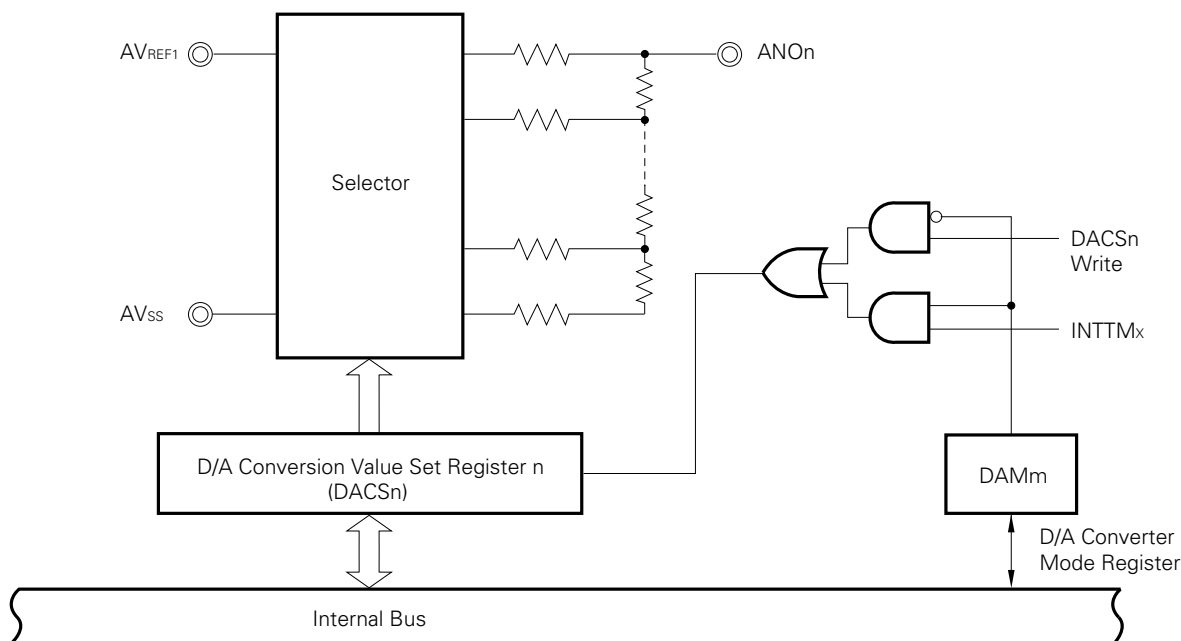 AVREF1
ANOn
Selector
DACSn
Write
AVSS
INTTMx
D/A Conversion Value Set Register n
(DACSn)
DAMm
D/A Converter
Mode Register
Internal Bus